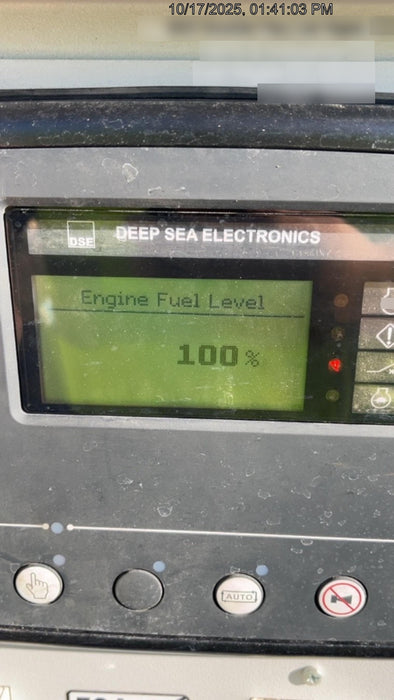 10/17/2025, 01:41:03 PM
DSE DEEP SEA ELECTRONICS
Engine Fuel Level
100 %
AUTO